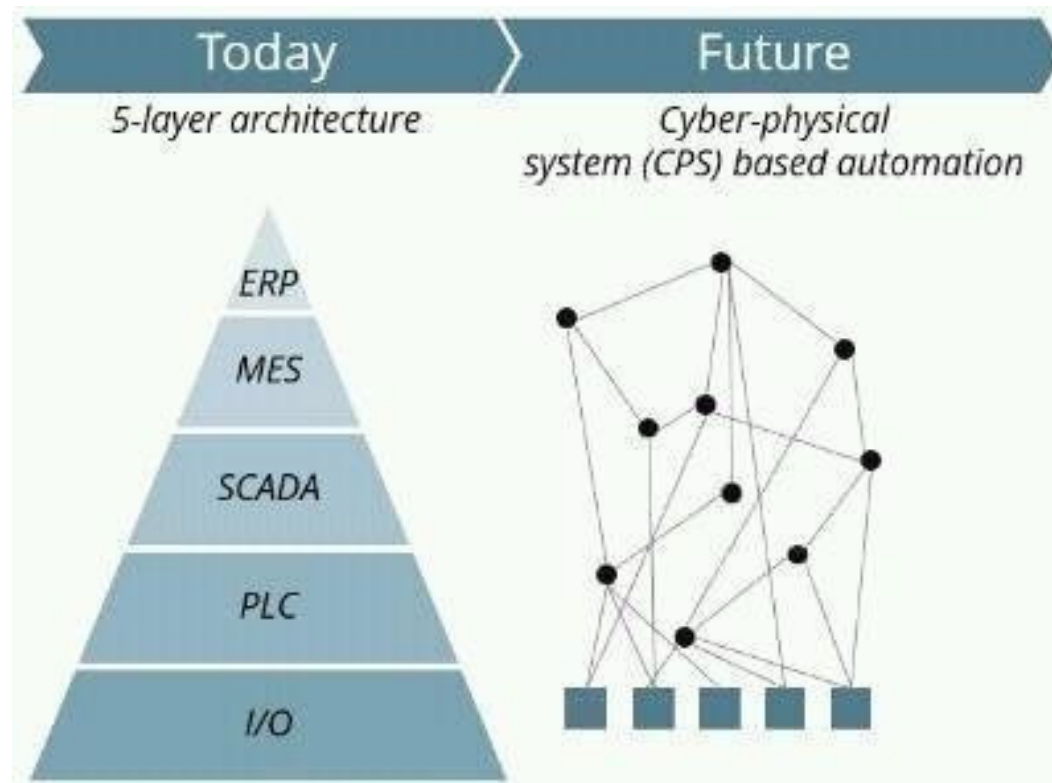 Today
5-layer architecture
ERP
MES
SCADA
PLC
I/O
Future
Cyber-physical
system (CPS) based automation